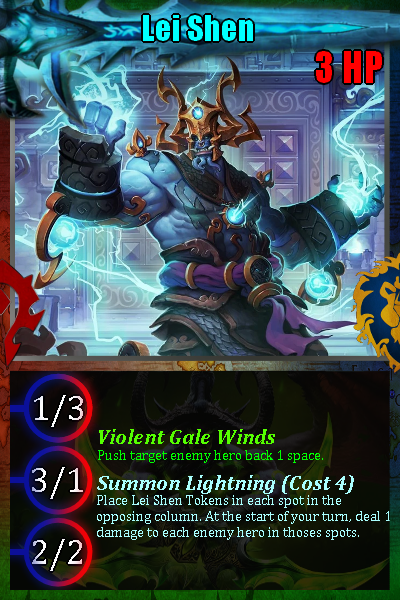 Lei Shen
3 HP
1/3
Violent Gale Winds
Push target enemy hero back 1 space.
3/1
Summon Lightning (Cost 4)
Place Lei Shen Tokens in each spot in the
opposing column. At the start of your turn, deal 1
damage to each enemy hero in thoses spots.
2/2